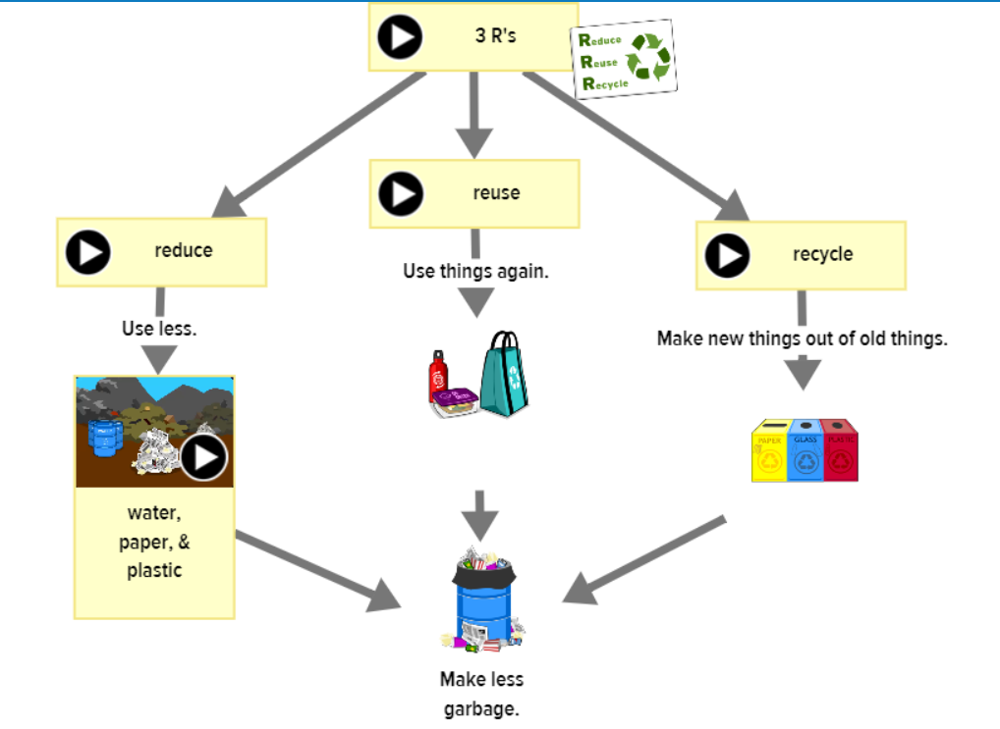 3 R's
Reduce
Reuse
Recycle
reduce
reuse
recycle
Use less.
Use things again.
Make new things out of old things.
water,
paper, &
plastic
PAPER
GLASS
PLASTIC
Make less
garbage.